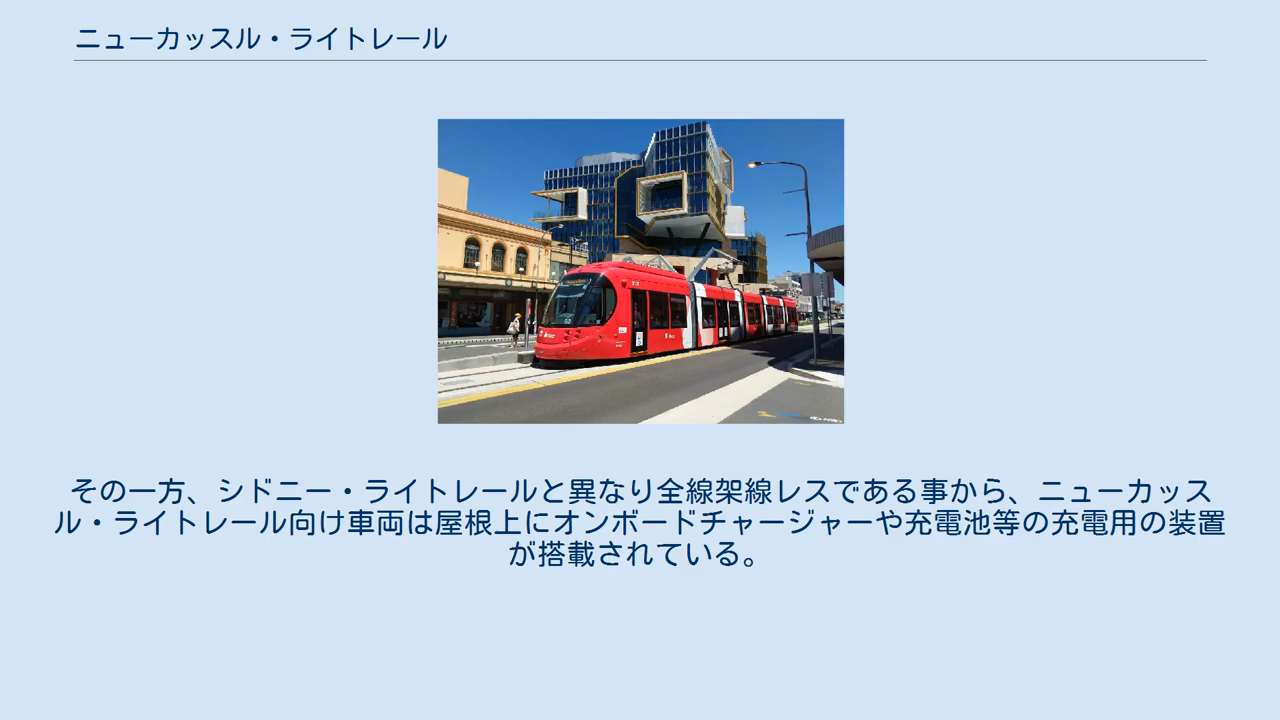 ニューカッスル・ライトレール
その一方、シドニー・ライトレールと異なり全線架線レスである事から、ニューカッス
ル・ライトレール向け車両は屋根上にオンボードチャージャーや充電池等の充電用の装置
が搭載されている。